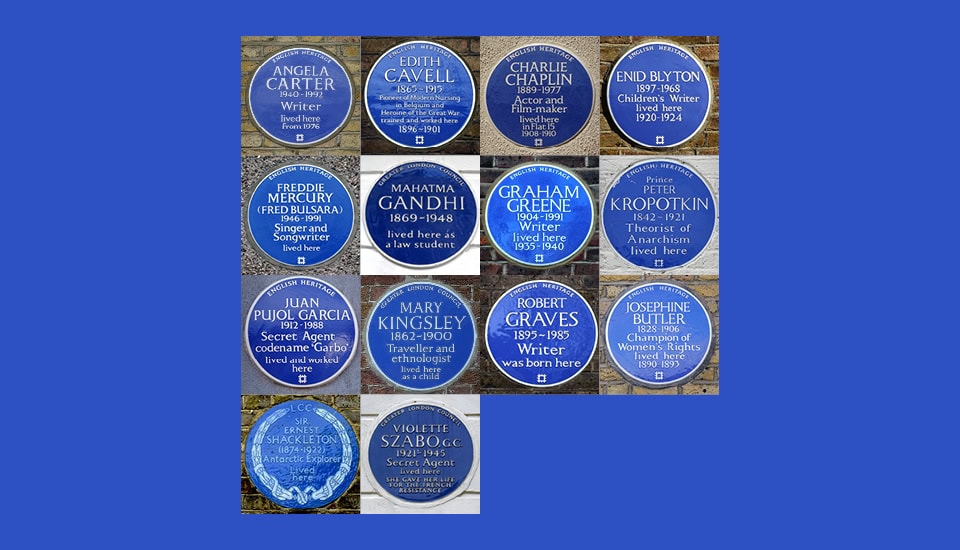 ENGLISH HERITAGE
ANGELA
CARTER
1940-1992
Writer
lived here
From 1976
ENGLISH HERITAGE
EDITH
CAVELL
1865-1915
Pioneer of Modern Nursing
in Belgium and
Heroine of the Great War
trained and worked here
1896-1901
ENGLISH HERITAGE
CHARLIE
CHAPLIN
1889-1977
Actor and
Film-maker
lived here
in Flat 15
1908-1910
ENGLISH HERITAGE
ENID BLYTON
1897-1968
Children's Writer
lived here
1920-1924
ENGLISH HERITAGE
FREDDIE
MERCURY
(FRED BULSARA)
1946-1991
Singer and
Songwriter
lived here
GREATER LONDON COUNCIL
MAHATMA
GANDHI
1869-1948
lived here as
a law student
ENGLISH HERITAGE
GRAHAM
GREENE
1904-1991
Writer
lived here
1935-1940
ENGLISH HERITAGE
Prince
PETER
KROPOTKIN
1842-1921
Theorist of
Anarchism
lived here
ENGLISH HERITAGE
JUAN
PUJOL GARCIA
1912-1988
Secret Agent
codename 'Garbo'
lived and worked
here
GREATER LONDON COUNCIL
MARY
KINGSLEY
1862-1900
Traveller and
ethnologist
lived here
as a child
ENGLISH HERITAGE
ROBERT
GRAVES
1895-1985
Writer
was born here
ENGLISH HERITAGE
JOSEPHINE
BUTLER
1828-1906
Champion of
Women's Rights
lived here
1890-1893
L.C.C.
SIR
ERNEST
SHACKLETON
(1874-1922)
Antarctic Explorer
Lived
here
GREATER LONDON COUNCIL
VIOLETTE
SZABO G.C.
1921-1945
Secret Agent
lived here
SHE GAVE HER LIFE
FOR THE FRENCH
RESISTANCE